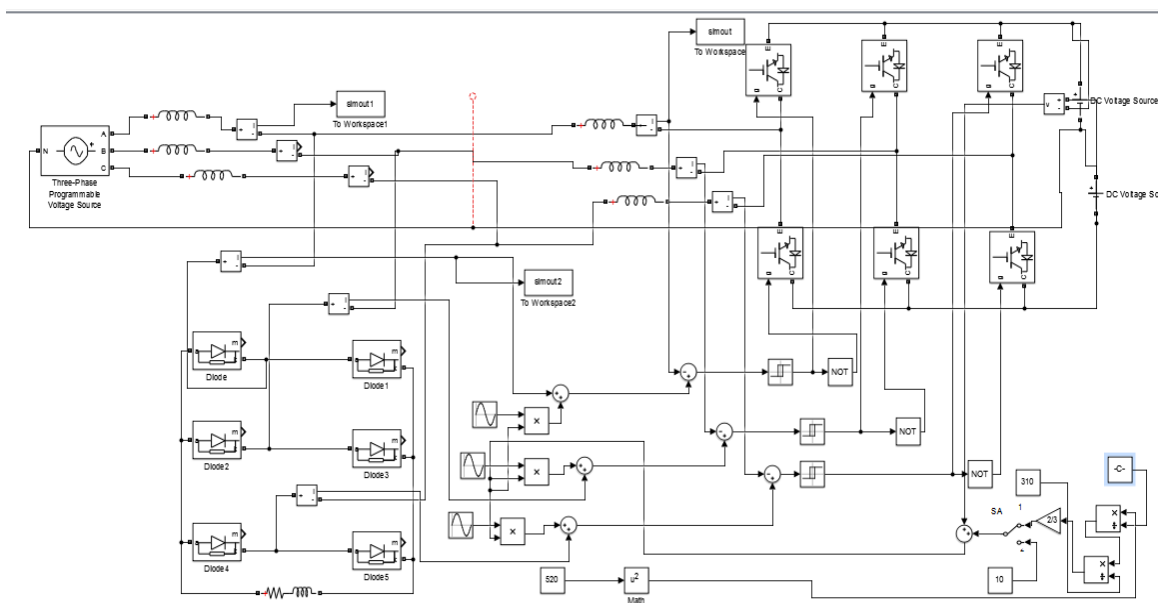 simout
To Workspace
E
E
E
g
C
g
C
g
C
simout1
To Workspace1
v
DC Voltage Source
A
N
B
C
Three-Phase
Programmable
Voltage Source
DC Voltage So
E
E
E
g
C
g
C
g
C
simout2
To Workspace2
m
Diode
m
Diode1
NOT
m
Diode2
m
Diode3
NOT
NOT
-C-
310
SA
1
2/3
m
Diode4
m
Diode5
520
u²
Math
10